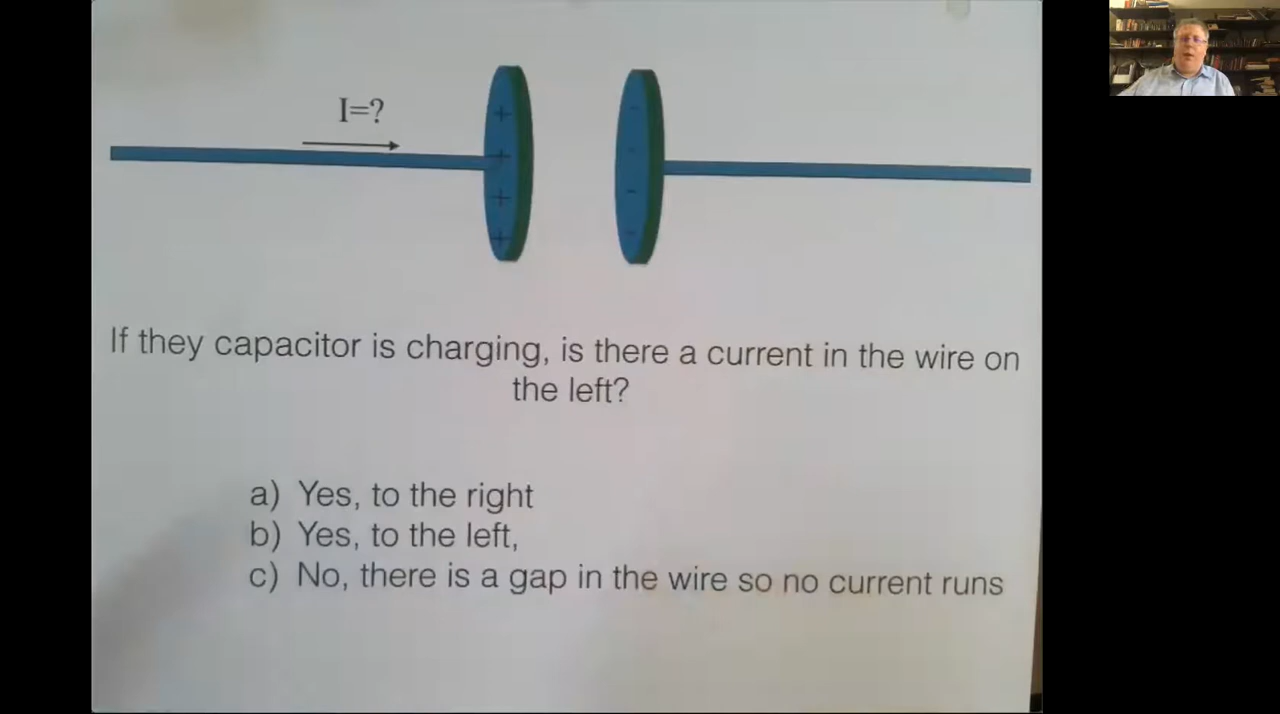 I=?
+
+
+
+
-
-
-
-
If they capacitor is charging, is there a current in the wire on
the left?
a) Yes, to the right
b) Yes, to the left,
c) No, there is a gap in the wire so no current runs